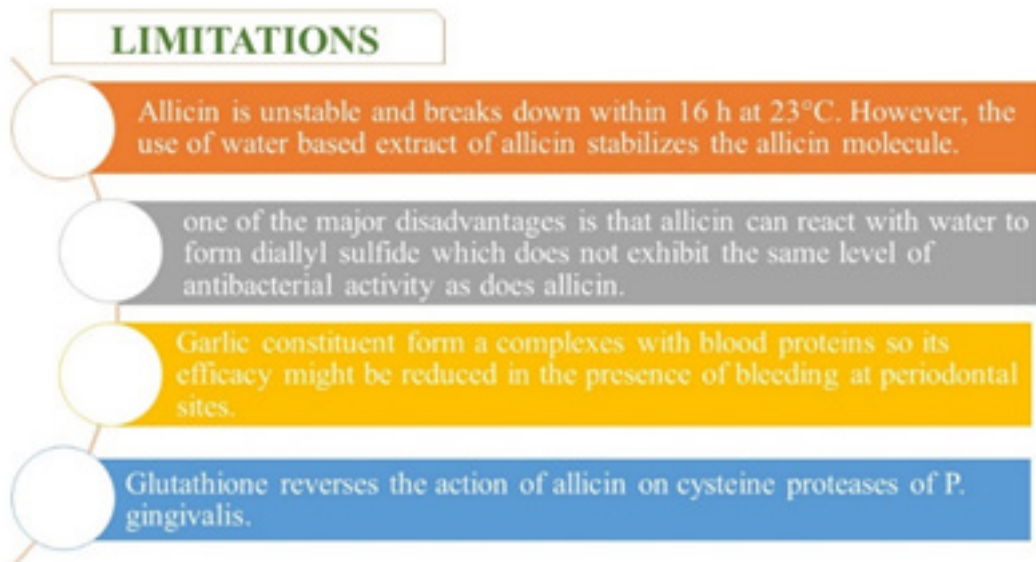 LIMITATIONS
Allicin is unstable and breaks down within 16 h at 23°C. However, the
use of water based extract of allicin stabilizes the allicin molecule.
one of the major disadvantages is that allicin can react with water to
form diallyl sulfide which does not exhibit the same level of
antibacterial activity as does allicin.
Garlic constituent form a complexes with blood proteins so its
efficacy might be reduced in the presence of bleeding at periodontal
sites.
Glutathione reverses the action of allicin on cysteine proteases of P.
gingivalis.